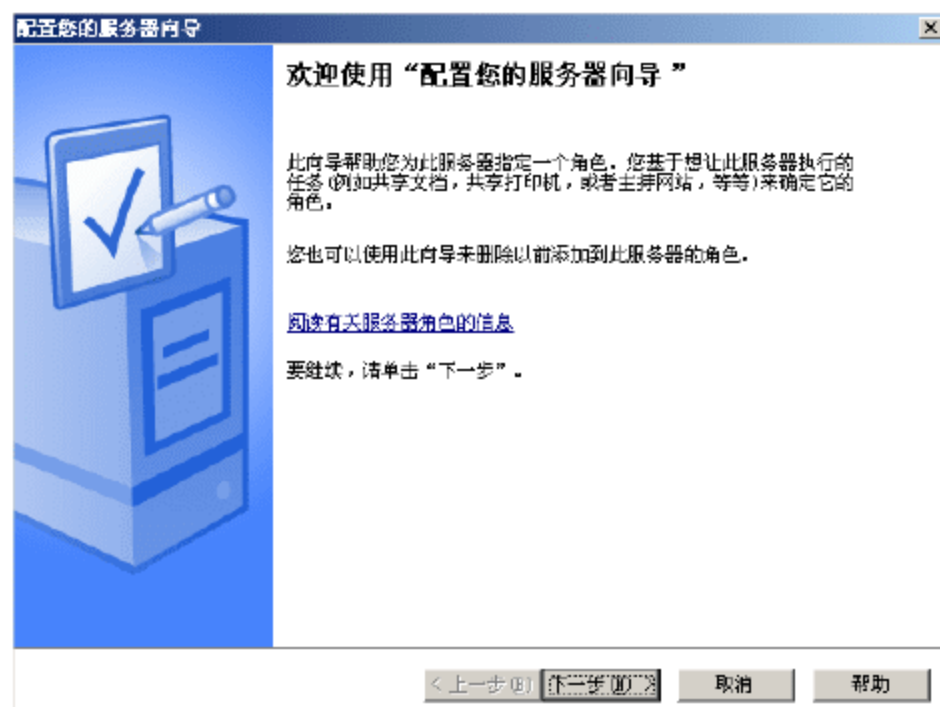 配置您的服务器向导
欢迎使用“配置您的服务器向导 ”
此向导帮助您为此服务器指定一个角色。您基于想让此服务器执行的
任务(例如共享文档，共享打印机，或者主持网站，等等)来确定它的
角色。
您也可以使用此向导来删除以前添加到此服务器的角色。
阅读有关服务器角色的信息
要继续，请单击“下一步”。
< 上一步(B) 下一步(N) > 取消 帮助